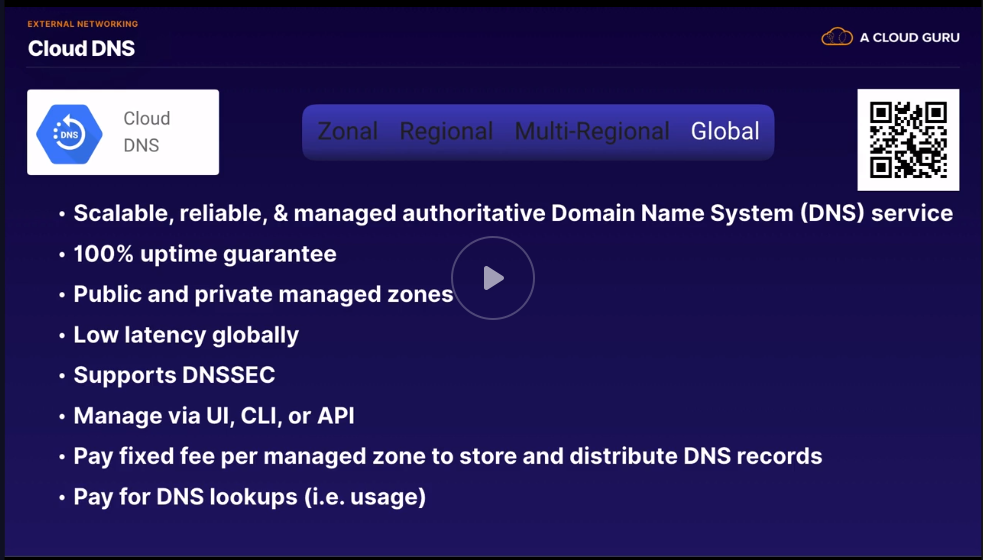 EXTERNAL NETWORKING
Cloud DNS
A CLOUD GURU
DNS
Cloud
DNS
Zonal Regional Multi-Regional Global
• Scalable, reliable, & managed authoritative Domain Name System (DNS) service
• 100% uptime guarantee
• Public and private managed zones
• Low latency globally
• Supports DNSSEC
• Manage via UI, CLI, or API
• Pay fixed fee per managed zone to store and distribute DNS records
• Pay for DNS lookups (i.e. usage)